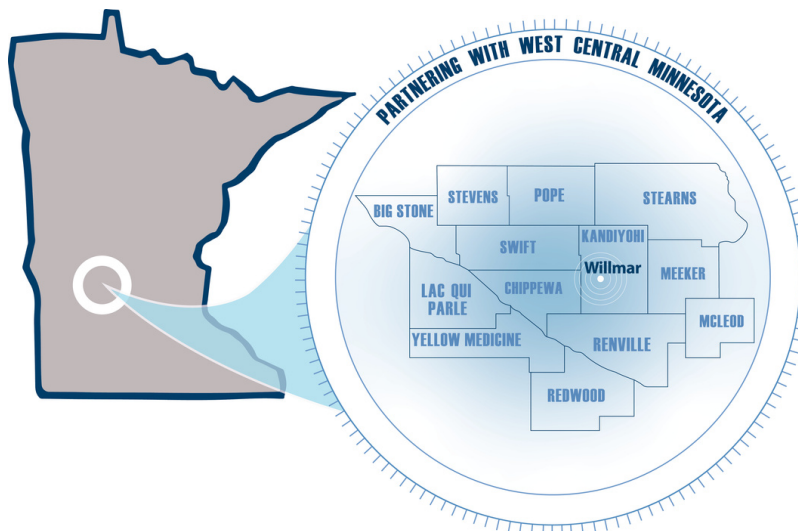 PARTNERING WITH WEST CENTRAL MINNESOTA
STEVENS
POPE
STEARNS
BIG STONE
KANDIYOHI
SWIFT
Willmar
MEEKER
LAC QUI
PARLE
CHIPPEWA
MCLEOD
YELLOW MEDICINE
RENVILLE
REDWOOD